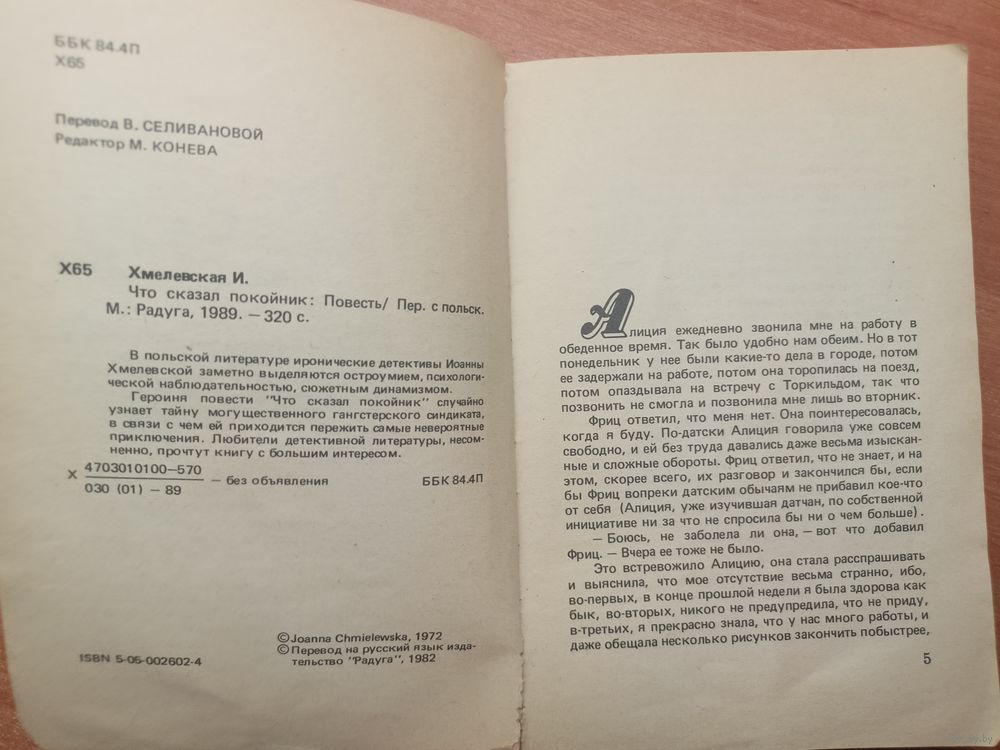 ББК 84.4П
Х65
Перевод В. СЕЛИВАНОВОЙ
Редактор М. КОНЕВА
Х65 Хмелевская И.
Что сказал покойник: Повесть/ Пер. с польск.
М.: Радуга, 1989. — 320 с.
В польской литературе иронические детективы Иоанны
Хмелевской заметно выделяются остроумием, психологи-
ческой наблюдательностью, сюжетным динамизмом.
Героиня повести "Что сказал покойник" случайно
узнает тайну могущественного гангстерского синдиката,
в связи с чем ей приходится пережить самые невероятные
приключения. Любители детективной литературы, несом-
ненно, прочтут книгу с большим интересом.
Х 4703010100—570 — без объявления ББК 84.4П
030 (01) — 89
©Joanna Chmielewska, 1972
©Перевод на русский язык изда-
тельство "Радуга", 1982
ISBN 5-05-002602-4
Алиция ежедневно звонила мне на работу в
обеденное время. Так было удобно нам обеим. Но в тот
понедельник у нее были какие-то дела в городе, потом
ее задержали на работе, потом она торопилась на поезд,
потом опаздывала на встречу с Торкильдом, так что
позвонить не смогла и позвонила мне лишь во вторник.
Фриц ответил, что меня нет. Она поинтересовалась,
когда я буду. По-датски Алиция говорила уже совсем
свободно, и ей без труда давались даже весьма изыскан-
ные и сложные обороты. Фриц ответил, что не знает, и на
этом, скорее всего, их разговор и закончился бы, если
бы Фриц вопреки датским обычаям не прибавил кое-что
от себя (Алиция, уже изучившая датчан, по собственной
инициативе ни за что не спросила бы ни о чем больше).
— Боюсь, не заболела ли она, — вот что добавил
Фриц. — Вчера ее тоже не было.
Это встревожило Алицию, она стала расспрашивать
и выяснила, что мое отсутствие весьма странно, ибо,
во-первых, в конце прошлой недели я была здорова как
бык, во-вторых, никого не предупредила, что не приду,
в-третьих, я прекрасно знала, что у нас много работы, и
даже обещала несколько рисунков закончить побыстрее,
5